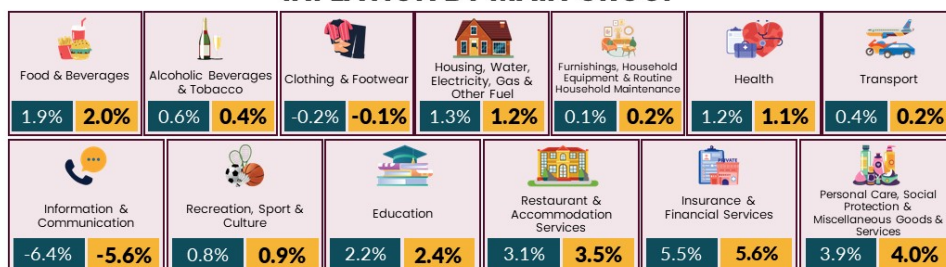 Food & Beverages
1.9% 2.0%
Alcoholic Beverages
& Tobacco
0.6% 0.4%
Clothing & Footwear
-0.2% -0.1%
Housing, Water,
Electricity, Gas &
Other Fuel
1.3% 1.2%
Furnishings, Household
Equipment & Routine
Household Maintenance
0.1% 0.2%
Health
1.2% 1.1%
Transport
0.4% 0.2%
Information &
Communication
-6.4% -5.6%
Recreation, Sport &
Culture
0.8% 0.9%
Education
2.2% 2.4%
Restaurant &
Accommodation
Services
3.1% 3.5%
PRIVATE
Insurance &
Financial Services
5.5% 5.6%
Personal Care, Social
Protection &
Miscellaneous Goods &
Services
3.9% 4.0%